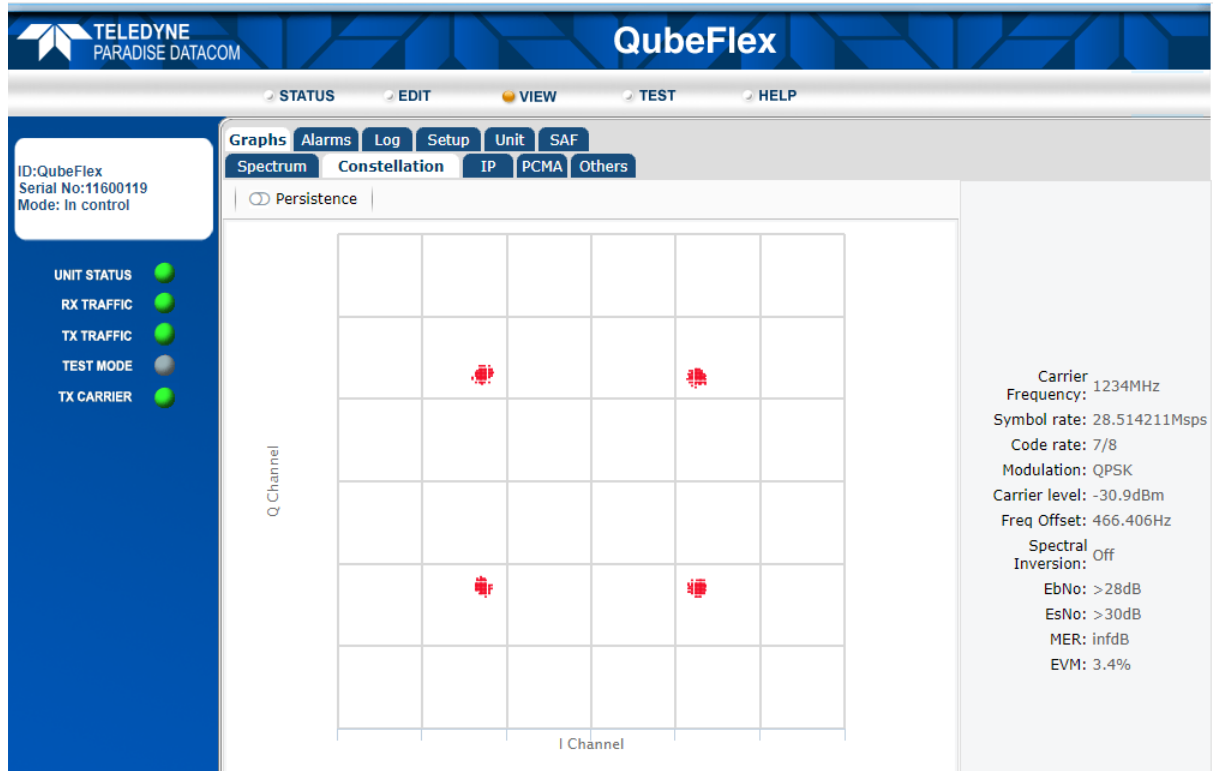 TELEDYNE
PARADISE DATACOM
QubeFlex
STATUS EDIT VIEW TEST HELP
ID:QubeFlex
Serial No:11600119
Mode: In control
UNIT STATUS
RX TRAFFIC
TX TRAFFIC
TEST MODE
TX CARRIER
Graphs Alarms Log Setup Unit SAF
Spectrum Constellation IP PCMA Others
Persistence
Q Channel
I Channel
Carrier
Frequency: 1234MHz
Symbol rate: 28.514211Msps
Code rate: 7/8
Modulation: QPSK
Carrier level: -30.9dBm
Freq Offset: 466.406Hz
Spectral
Inversion: Off
EbNo: >28dB
EsNo: >30dB
MER: infdB
EVM: 3.4%